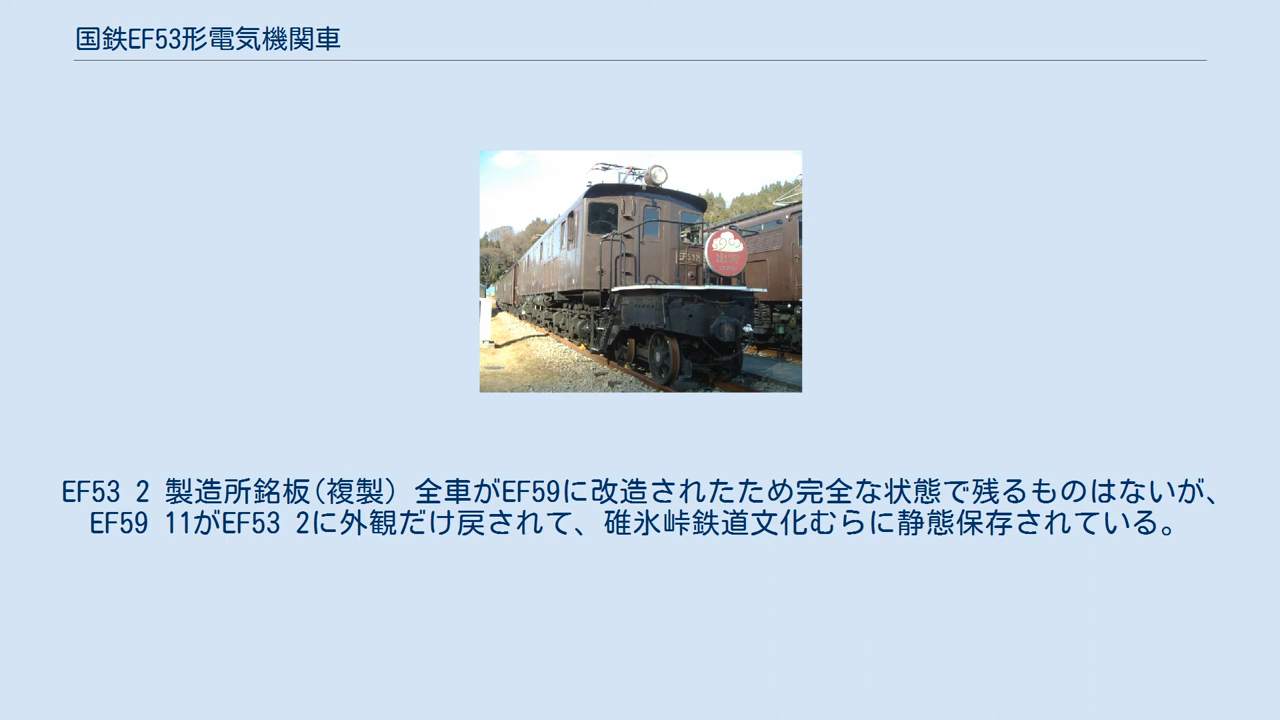 国鉄EF53形電気機関車
出雲
EF53 2 製造所銘板(複製) 全車がEF59に改造されたため完全な状態で残るものはないが、
EF59 11がEF53 2に外観だけ戻されて、碓氷峠鉄道文化むらに静態保存されている。